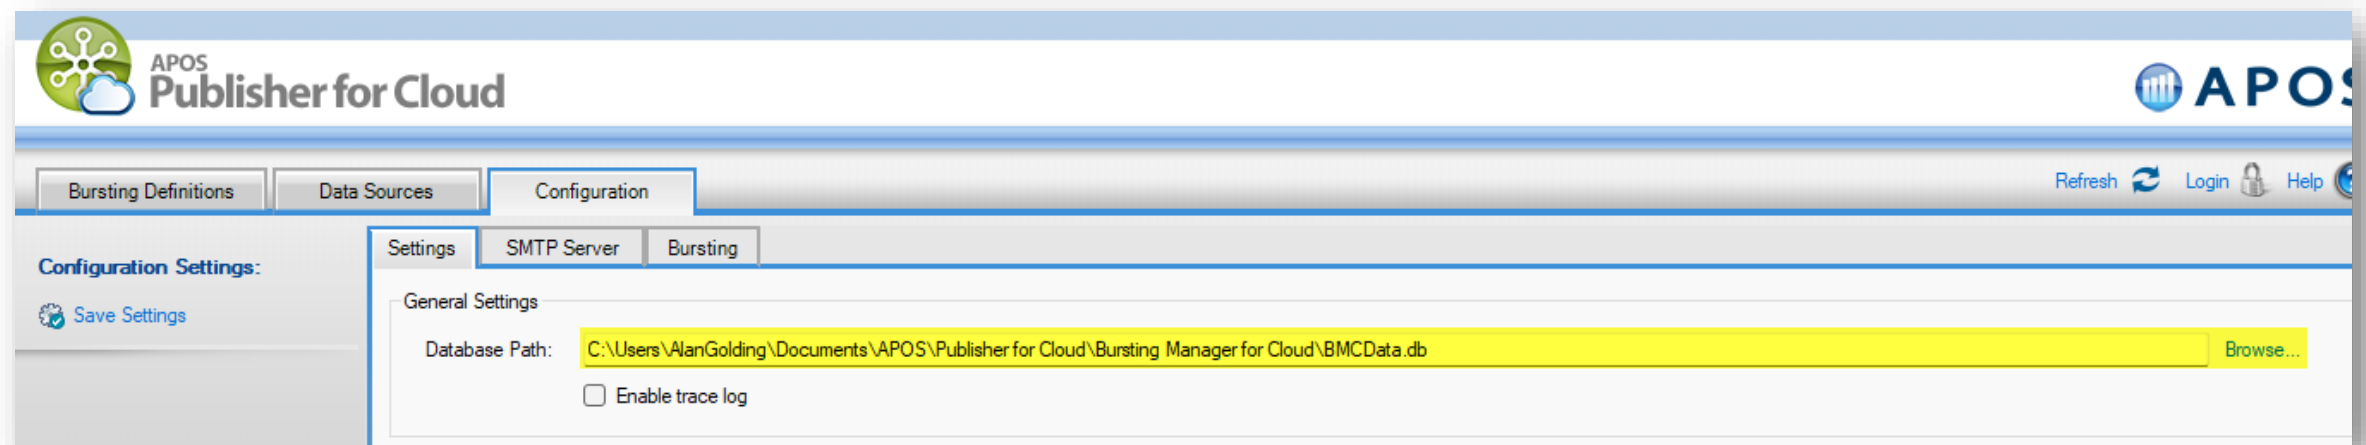 APOS
Publisher for Cloud
APOS
Bursting Definitions Data Sources Configuration Refresh Login Help
Configuration Settings:
Save Settings
Settings SMTP Server Bursting
General Settings
Database Path: C:\Users\AlanGolding\Documents\APOS\Publisher for Cloud\Bursting Manager for Cloud\BMCData.db Browse...
Enable trace log